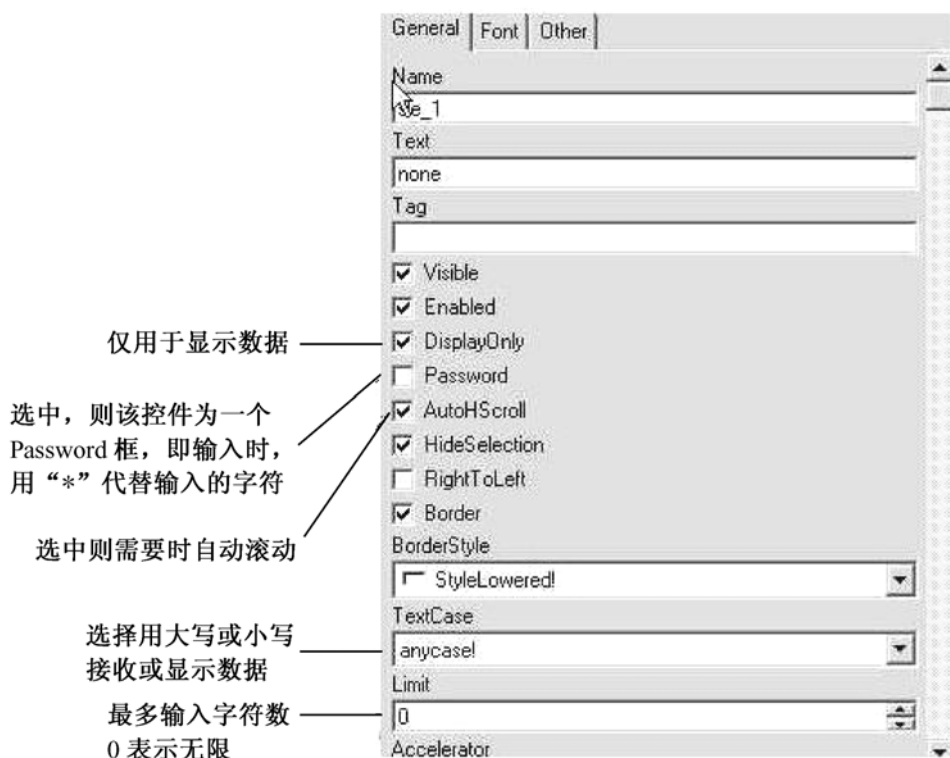 General Font Other
Name
sle_1
Text
none
Tag
Visible
Enabled
仅用于显示数据
DisplayOnly
Password
选中，则该控件为一个
Password 框，即输入时，
用“*”代替输入的字符
AutoHScroll
HideSelection
RightToLeft
Border
选中则需要时自动滚动
BorderStyle
StyleLowered!
TextCase
选择用大写或小写
接收或显示数据
anycase!
Limit
最多输入字符数
0 表示无限
0
Accelerator